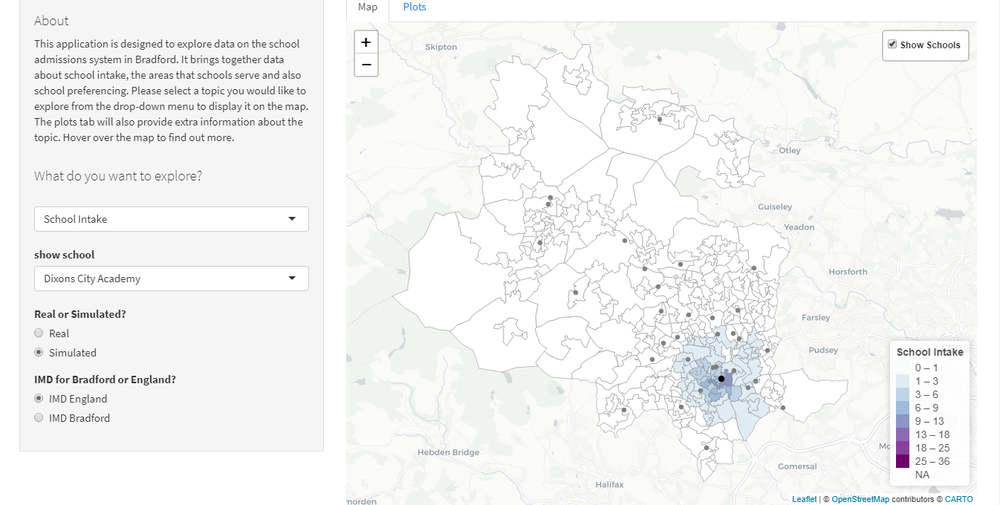 About
This application is designed to explore data on the school
admissions system in Bradford. It brings together data
about school intake, the areas that schools serve and also
school preferencing. Please select a topic you would like to
explore from the drop-down menu to display it on the map.
The plots tab will also provide extra information about the
topic. Hover over the map to find out more.
What do you want to explore?
School Intake
show school
Dixons City Academy
Real or Simulated?
Real
Simulated
IMD for Bradford or England?
IMD England
IMD Bradford
Map
Plots
+
−
Show Schools
Skipton
Otley
Guiseley
Yeadon
Horsforth
Farsley
Pudsey
Hebden Bridge
Gomersal
Halifax
School Intake
0 – 1
1 – 3
3 – 6
6 – 9
9 – 13
13 – 18
18 – 25
25 – 36
NA
Leaflet | © OpenStreetMap contributors © CARTO